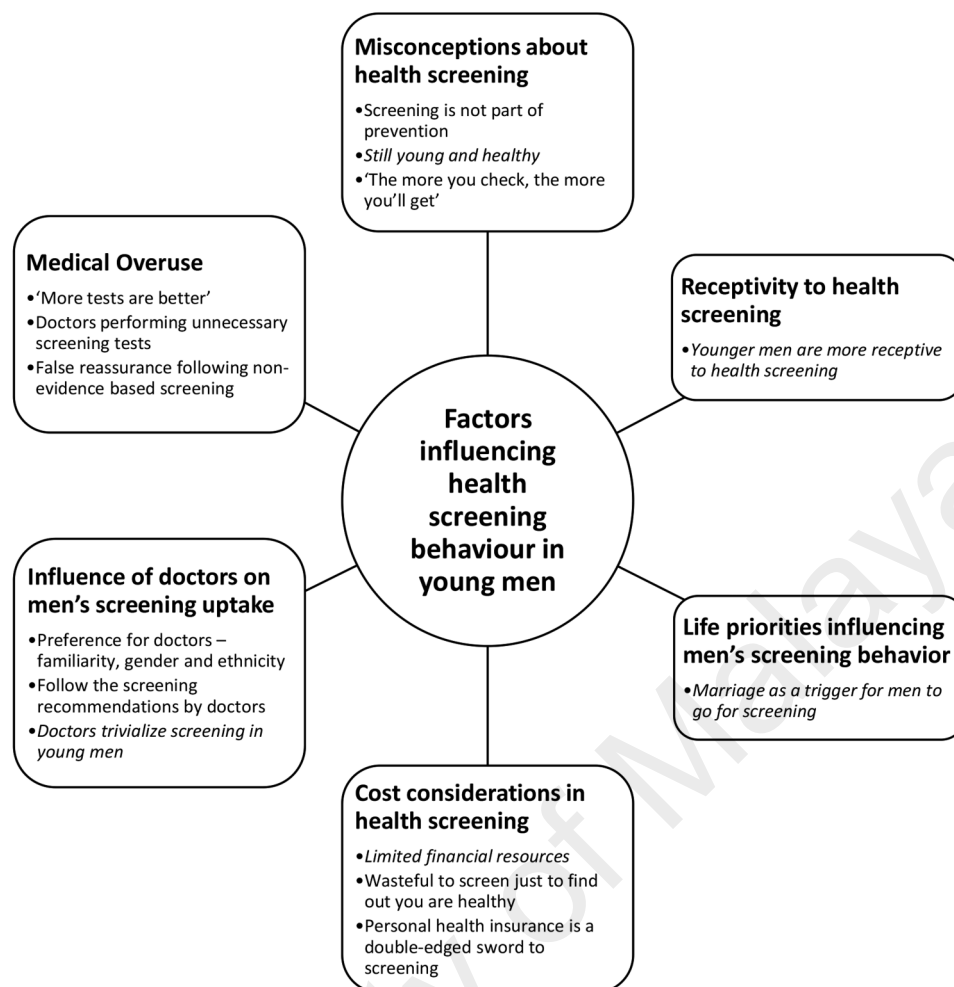 Misconceptions about
health screening
•Screening is not part of
prevention
•Still young and healthy
•‘The more you check, the more
you’ll get’
Medical Overuse
•‘More tests are better’
•Doctors performing unnecessary
screening tests
•False reassurance following non-
evidence based screening
Receptivity to health
screening
•Younger men are more receptive
to health screening
Factors
influencing
health
screening
behaviour in
young men
Influence of doctors on
men’s screening uptake
•Preference for doctors –
familiarity, gender and ethnicity
•Follow the screening
recommendations by doctors
•Doctors trivialize screening in
young men
Life priorities influencing
men’s screening behavior
•Marriage as a trigger for men to
go for screening
Cost considerations in
health screening
•Limited financial resources
•Wasteful to screen just to find
out you are healthy
•Personal health insurance is a
double-edged sword to
screening
y of Malaya